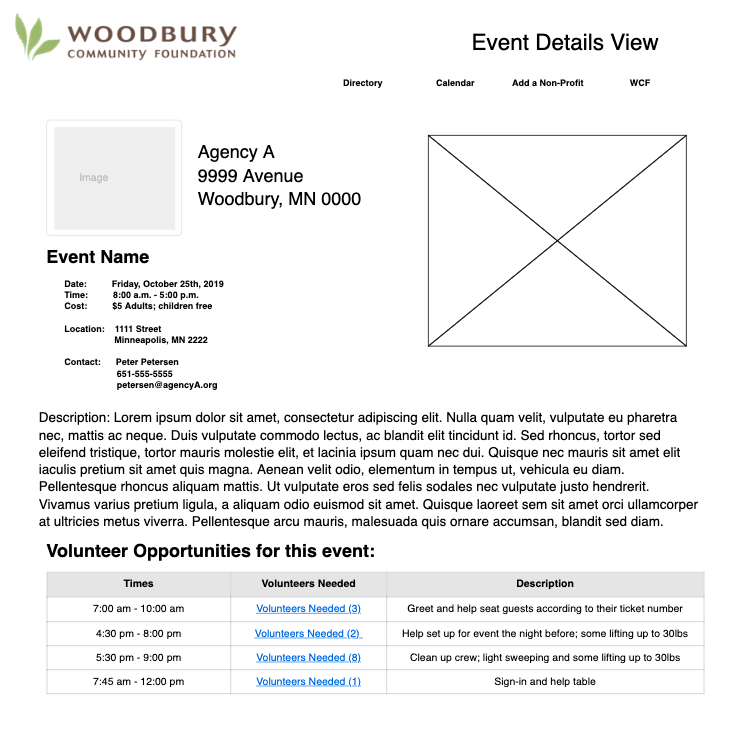 WOODBURY
COMMUNITY FOUNDATION
Event Details View
Directory Calendar Add a Non-Profit WCF
Image
Agency A
9999 Avenue
Woodbury, MN 0000
Event Name
Date: Friday, October 25th, 2019
Time: 8:00 a.m. - 5:00 p.m.
Cost: $5 Adults; children free
Location: 1111 Street
Minneapolis, MN 2222
Contact: Peter Petersen
651-555-5555
petersen@agencyA.org
Description: Lorem ipsum dolor sit amet, consectetur adipiscing elit. Nulla quam velit, vulputate eu pharetra
nec, mattis ac neque. Duis vulputate commodo lectus, ac blandit elit tincidunt id. Sed rhoncus, tortor sed
eleifend tristique, tortor mauris molestie elit, et lacinia ipsum quam nec dui. Quisque nec mauris sit amet elit
iaculis pretium sit amet quis magna. Aenean velit odio, elementum in tempus ut, vehicula eu diam.
Pellentesque rhoncus aliquam mattis. Ut vulputate eros sed felis sodales nec vulputate justo hendrerit.
Vivamus varius pretium ligula, a aliquam odio euismod sit amet. Quisque laoreet sem sit amet orci ullamcorper
at ultricies metus viverra. Pellentesque arcu mauris, malesuada quis ornare accumsan, blandit sed diam.
Volunteer Opportunities for this event:
Times Volunteers Needed Description
7:00 am - 10:00 am Volunteers Needed (3) Greet and help seat guests according to their ticket number
4:30 pm - 8:00 pm Volunteers Needed (2) Help set up for event the night before; some lifting up to 30lbs
5:30 pm - 9:00 pm Volunteers Needed (8) Clean up crew; light sweeping and some lifting up to 30lbs
7:45 am - 12:00 pm Volunteers Needed (1) Sign-in and help table